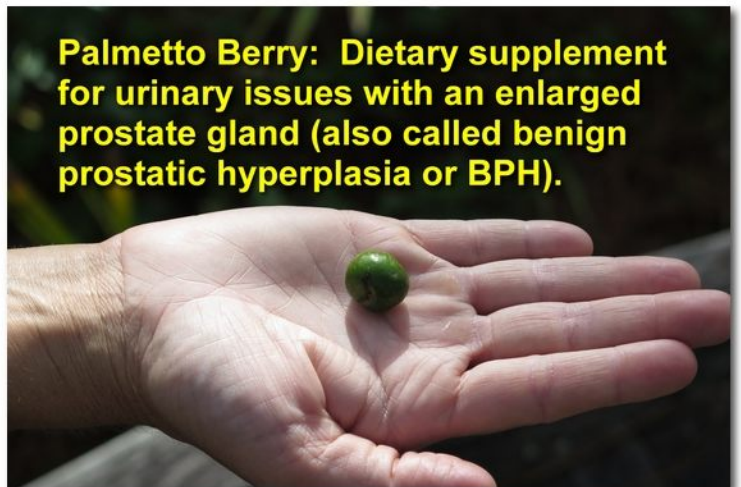 Palmetto Berry:  Dietary supplement
for urinary issues with an enlarged
prostate gland (also called benign
prostatic hyperplasia or BPH).